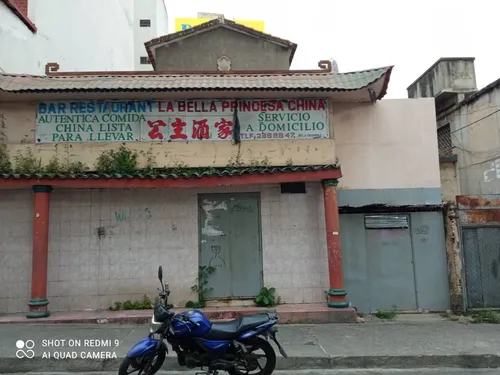 BAR RESTAURANT LA BELLA PRINCESA CHINA
AUTENTICA COMIDA
CHINA LISTA
PARA LLEVAR
公主酒家
SERVICIO
A DOMICILIO
SHOT ON REDMI 9
AI QUAD CAMERA